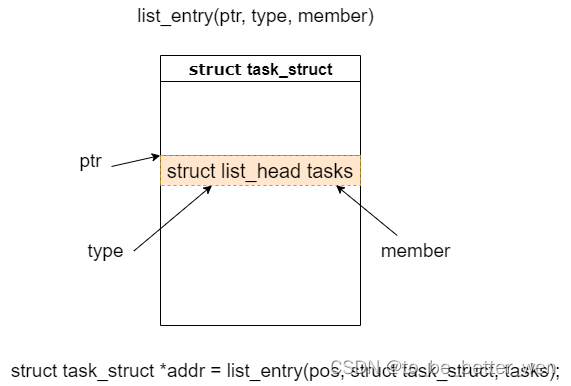 list_entry(ptr, type, member)
struct task_struct
ptr
struct list_head tasks
type
member
struct task_struct *addr = list_entry(pos, struct task_struct, tasks);
CSDN @to_be_better_wen